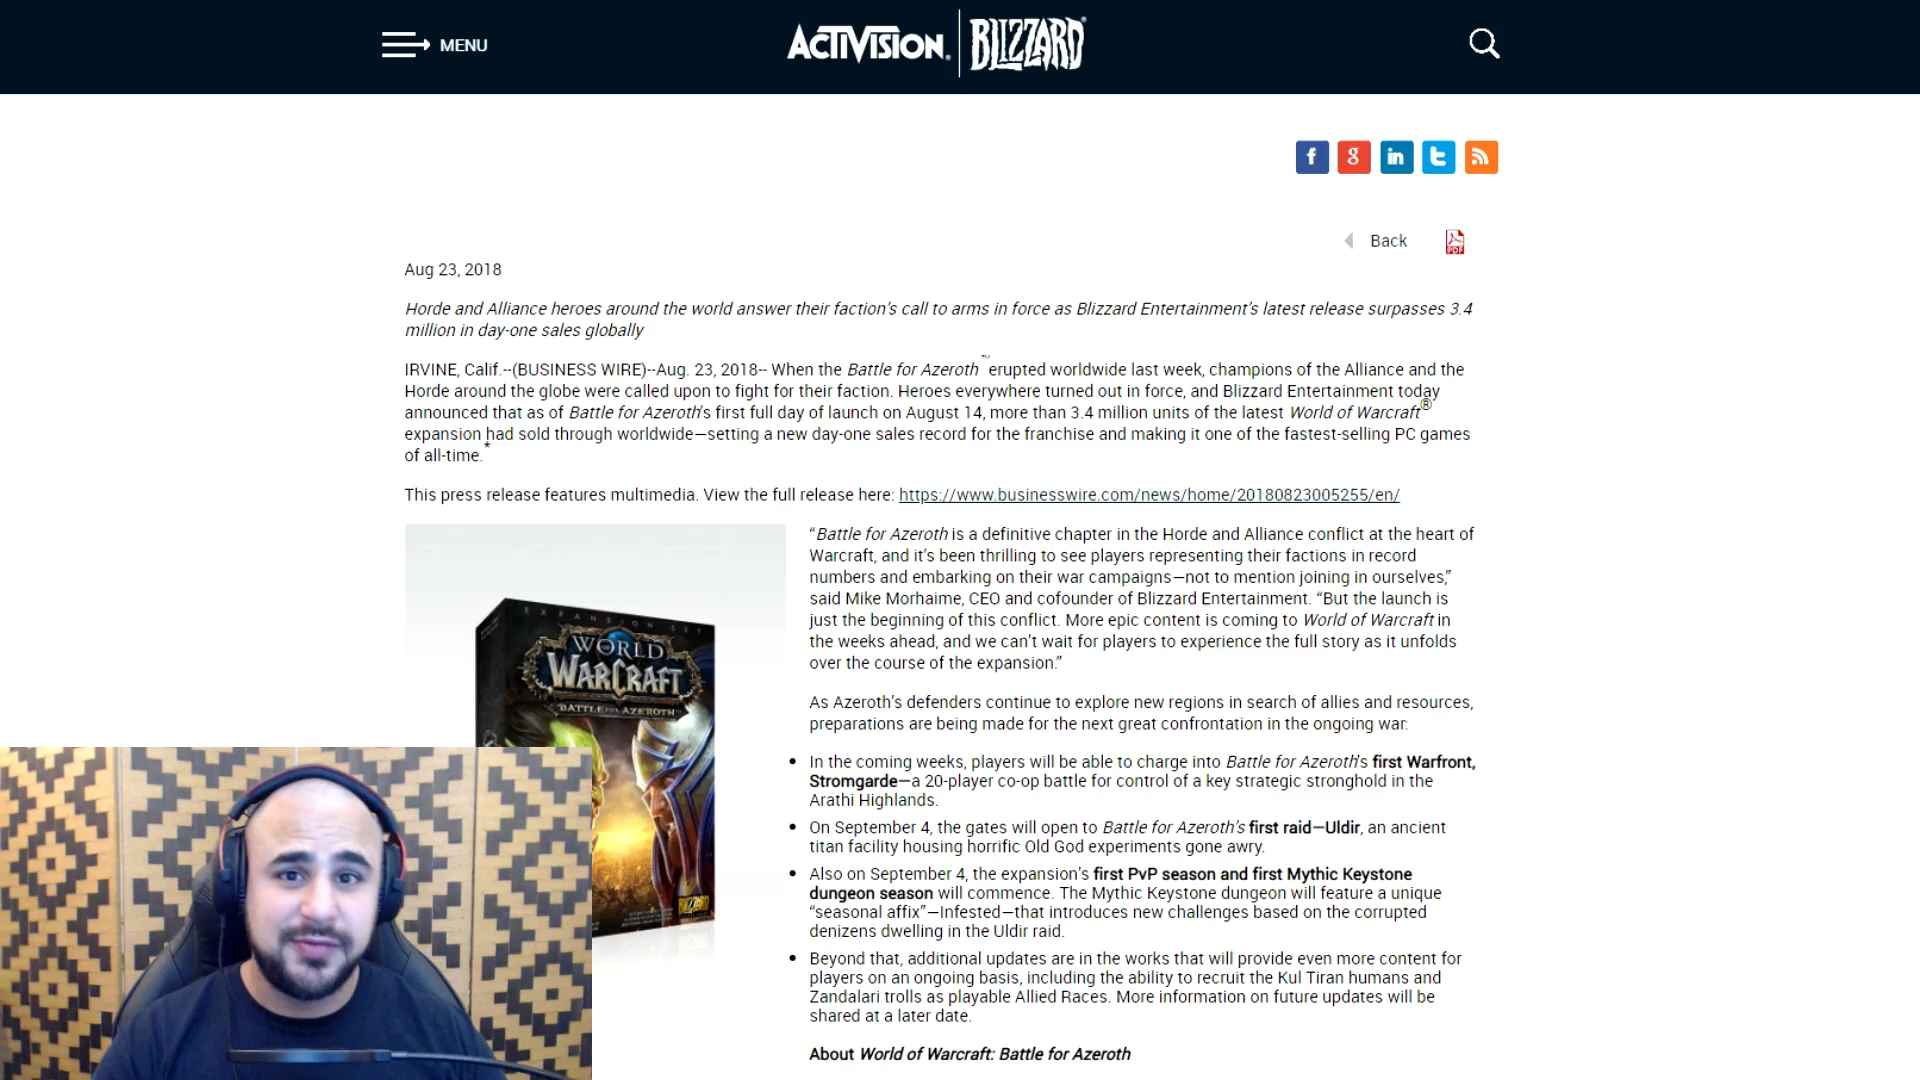 MENU
ACTIVISION. BLIZZARD
Back
PDF
Aug 23, 2018
Horde and Alliance heroes around the world answer their faction's call to arms in force as Blizzard Entertainment's latest release surpasses 3.4
million in day-one sales globally
IRVINE, Calif.--(BUSINESS WIRE)--Aug. 23, 2018-- When the Battle for Azeroth™ erupted worldwide last week, champions of the Alliance and the
Horde around the globe were called upon to fight for their faction. Heroes everywhere turned out in force, and Blizzard Entertainment today
announced that as of Battle for Azeroth's first full day of launch on August 14, more than 3.4 million units of the latest World of Warcraft®
expansion had sold through worldwide—setting a new day-one sales record for the franchise and making it one of the fastest-selling PC games
of all-time.*
This press release features multimedia. View the full release here: https://www.businesswire.com/news/home/20180823005255/en/
“Battle for Azeroth is a definitive chapter in the Horde and Alliance conflict at the heart of
Warcraft, and it’s been thrilling to see players representing their factions in record
numbers and embarking on their war campaigns—not to mention joining in ourselves,”
said Mike Morhaime, CEO and cofounder of Blizzard Entertainment. “But the launch is
just the beginning of this conflict. More epic content is coming to World of Warcraft in
the weeks ahead, and we can’t wait for players to experience the full story as it unfolds
over the course of the expansion.”
As Azeroth’s defenders continue to explore new regions in search of allies and resources,
preparations are being made for the next great confrontation in the ongoing war:
• In the coming weeks, players will be able to charge into Battle for Azeroth’s first Warfront,
Stromgarde—a 20-player co-op battle for control of a key strategic stronghold in the
Arathi Highlands.
• On September 4, the gates will open to Battle for Azeroth’s first raid—Uldir, an ancient
titan facility housing horrific Old God experiments gone awry.
• Also on September 4, the expansion’s first PvP season and first Mythic Keystone
dungeon season will commence. The Mythic Keystone dungeon will feature a unique
“seasonal affix”—Infested—that introduces new challenges based on the corrupted
denizens dwelling in the Uldir raid.
• Beyond that, additional updates are in the works that will provide even more content for
players on an ongoing basis, including the ability to recruit the Kul Tiran humans and
Zandalari trolls as playable Allied Races. More information on future updates will be
shared at a later date.
About World of Warcraft: Battle for Azeroth
EXPANSION SET
WORLD
OF
WARCRAFT
BATTLE FOR AZEROTH
BLIZZARD